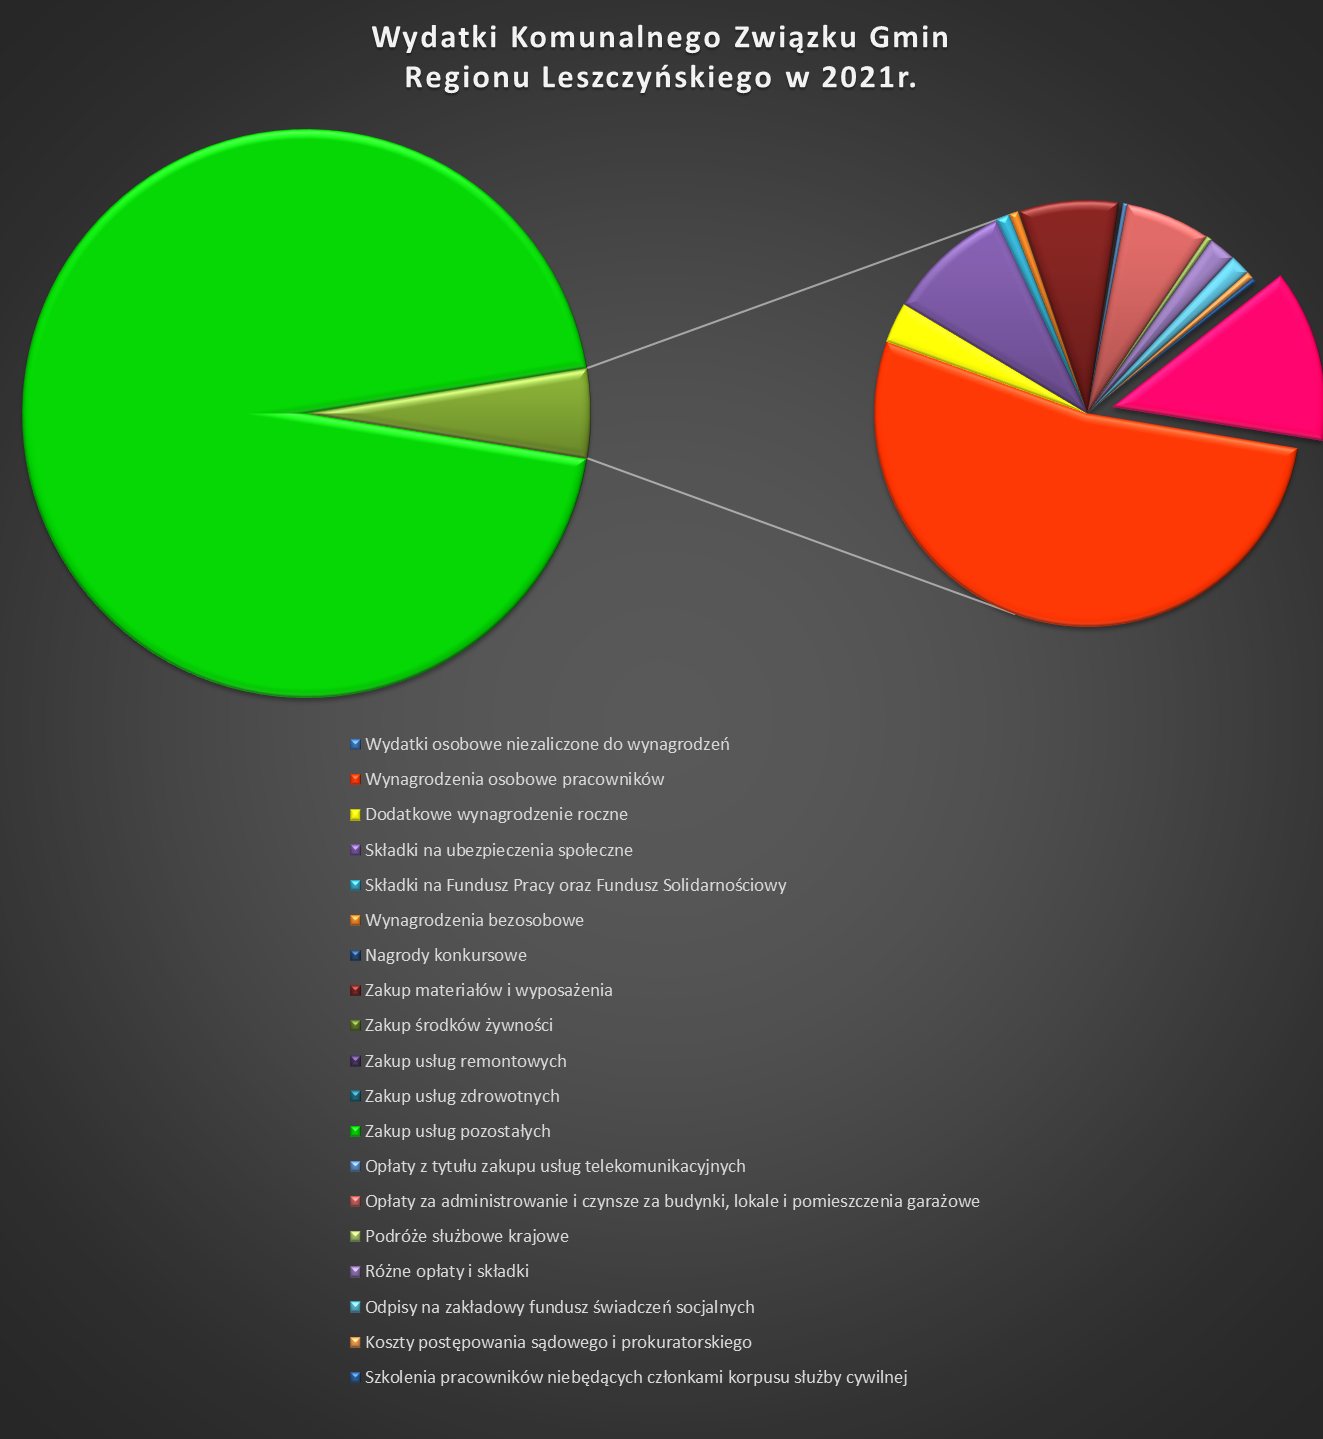 Wydatki Komunalnego Związku Gmin
Regionu Leszczyńskiego w 2021r.
Wydatki osobowe niezaliczone do wynagrodzeń
Wynagrodzenia osobowe pracowników
Dodatkowe wynagrodzenie roczne
Składki na ubezpieczenia społeczne
Składki na Fundusz Pracy oraz Fundusz Solidarnościowy
Wynagrodzenia bezosobowe
Nagrody konkursowe
Zakup materiałów i wyposażenia
Zakup środków żywności
Zakup usług remontowych
Zakup usług zdrowotnych
Zakup usług pozostałych
Opłaty z tytułu zakupu usług telekomunikacyjnych
Opłaty za administrowanie i czynsze za budynki, lokale i pomieszczenia garażowe
Podróże służbowe krajowe
Różne opłaty i składki
Odpisy na zakładowy fundusz świadczeń socjalnych
Koszty postępowania sądowego i prokuratorskiego
Szkolenia pracowników niebędących członkami korpusu służby cywilnej